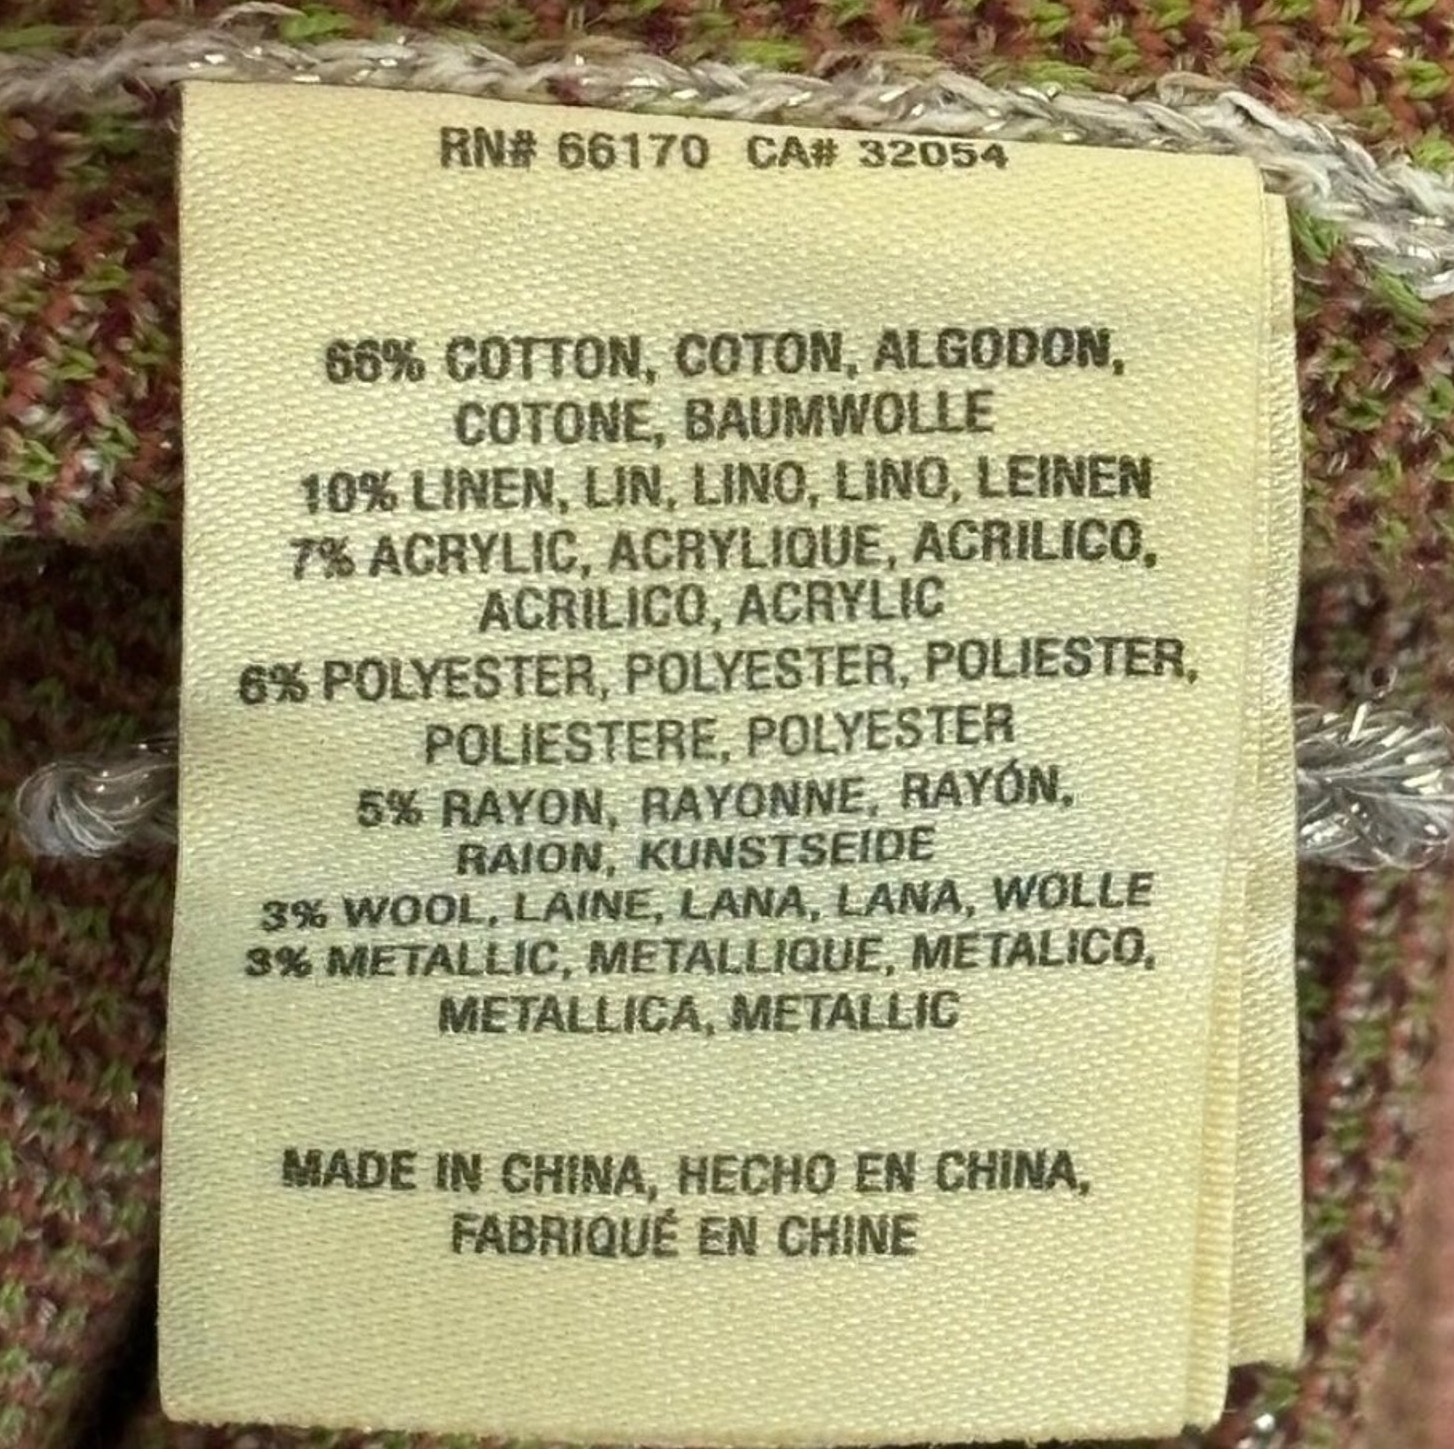 RN# 66170 CA# 32054
66% COTTON, COTON, ALGODON,
COTONE, BAUMWOLLE
10% LINEN, LIN, LINO, LINO, LEINEN
7% ACRYLIC, ACRYLIQUE, ACRILICO,
ACRILICO, ACRYLIC
6% POLYESTER, POLYESTER, POLIESTER,
POLIESTERE, POLYESTER
5% RAYON, RAYONNE, RAYÓN,
RAION, KUNSTSEIDE
3% WOOL, LAINE, LANA, LANA, WOLLE
3% METALLIC, METALLIQUE, METALICO,
METALLICA, METALLIC
MADE IN CHINA, HECHO EN CHINA,
FABRIQUÉ EN CHINE